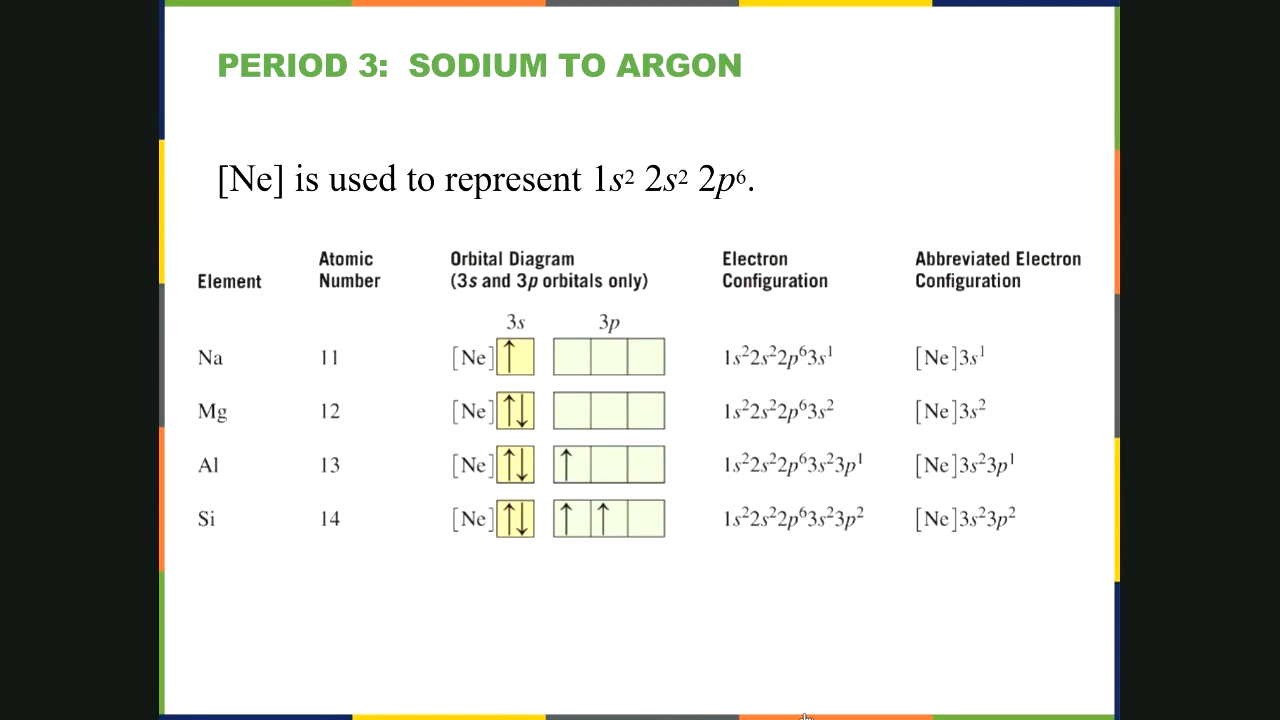 PERIOD 3: SODIUM TO ARGON
[Ne] is used to represent 1s² 2s² 2p⁶.
Element Atomic Number Orbital Diagram (3s and 3p orbitals only) Electron Configuration Abbreviated Electron Configuration
3s 3p
Na 11 [Ne] ↑ 1s²2s²2p⁶3s¹ [Ne]3s¹
Mg 12 [Ne] ↑↓ 1s²2s²2p⁶3s² [Ne]3s²
Al 13 [Ne] ↑↓ ↑ 1s²2s²2p⁶3s²3p¹ [Ne]3s²3p¹
Si 14 [Ne] ↑↓ ↑ ↑ 1s²2s²2p⁶3s²3p² [Ne]3s²3p²